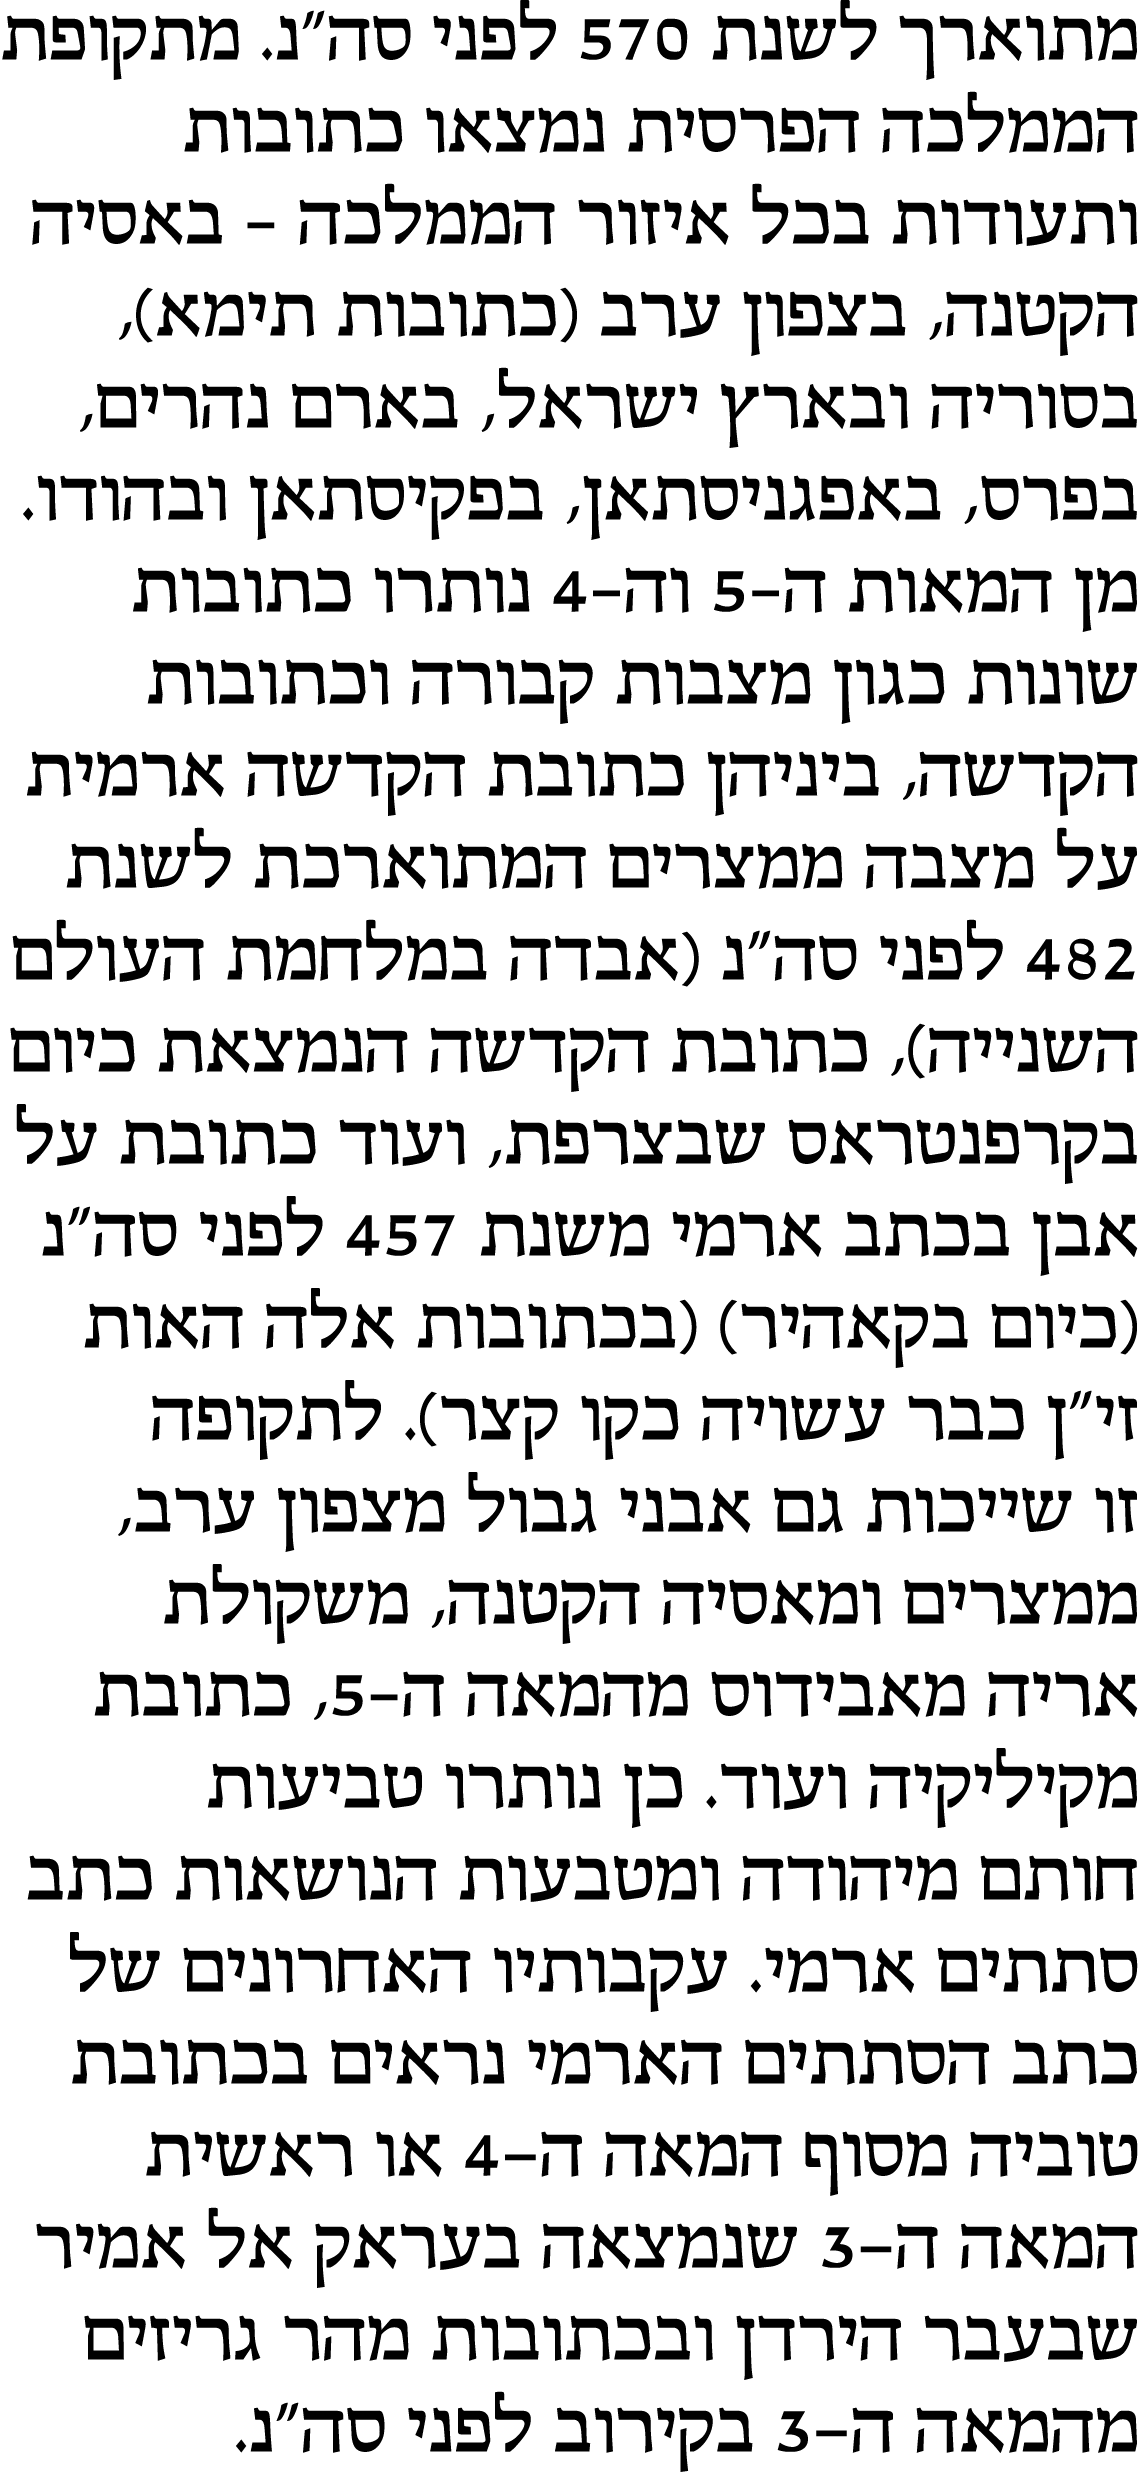 מתוארך לשנת 570 לפני סה"נ. מתקופת
הממלכה הפרסית נמצאו כתובות
ותעודות בכל איזור הממלכה – באסיה
הקטנה, בצפון ערב (כתובות תימא),
בסוריה ובארץ ישראל, בארם נהרים,
בפרס, באפגניסתאן, בפקיסתאן ובהודו.
מן המאות ה–5 וה–4 נותרו כתובות
שונות כגון מצבות קבורה וכתובות
הקדשה, ביניהן כתובת הקדשה ארמית
על מצבה ממצרים המתוארכת לשנת
482 לפני סה"נ (אבדה במלחמת העולם
השנייה), כתובת הקדשה הנמצאת כיום
בקרפנטראס שבצרפת, ועוד כתובת על
אבן בכתב ארמי משנת 457 לפני סה"נ
(כיום בקאהיר) (בכתובות אלה האות
זי"ן כבר עשויה כקו קצר). לתקופה
זו שייכות גם אבני גבול מצפון ערב,
ממצרים ומאסיה הקטנה, משקולת
אריה מאבידוס מהמאה ה–5, כתובת
מקיליקיה ועוד. כן נותרו טביעות
חותם מיהודה ומטבעות הנושאות כתב
סתתים ארמי. עקבותיו האחרונים של
כתב הסתתים הארמי נראים בכתובת
טוביה מסוף המאה ה–4 או ראשית
המאה ה–3 שנמצאה בעראק אל אמיר
שבעבר הירדן ובכתובות מהר גריזים
מהמאה ה–3 בקירוב לפני סה"נ.